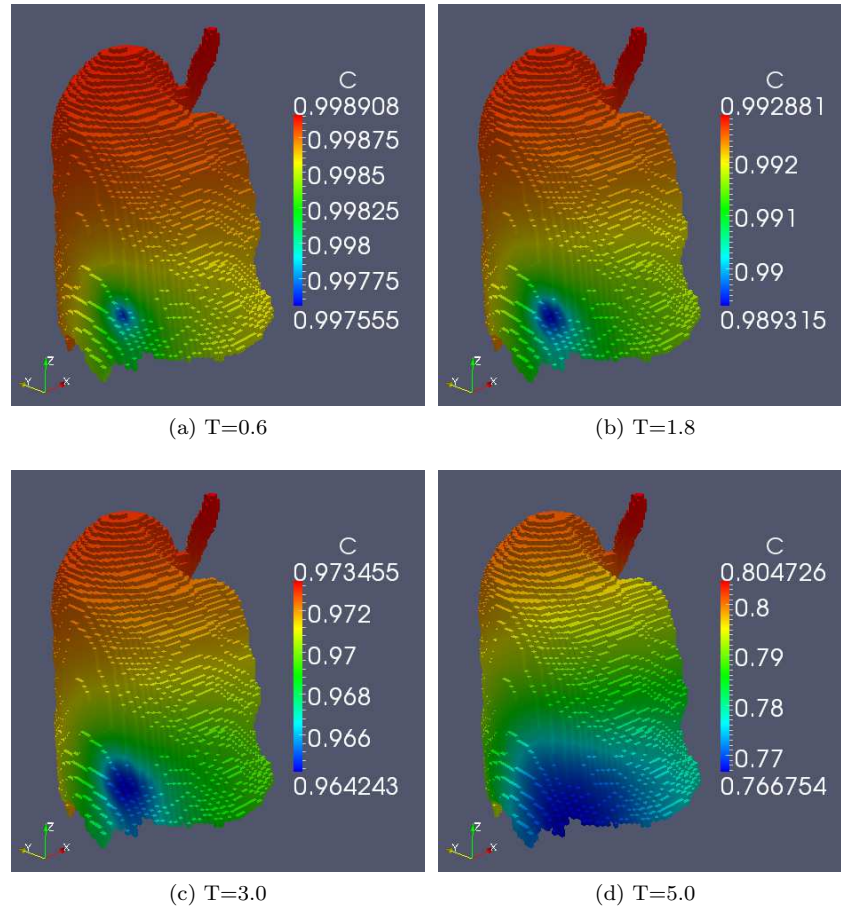 C
0.998908
0.99875
0.9985
0.99825
0.998
0.99775
0.997555
Z
Y
X
(a) T=0.6
C
0.992881
0.992
0.991
0.99
0.989315
Z
Y
X
(b) T=1.8
C
0.973455
0.972
0.97
0.968
0.966
0.964243
Z
Y
X
(c) T=3.0
C
0.804726
0.8
0.79
0.78
0.77
0.766754
Z
Y
X
(d) T=5.0